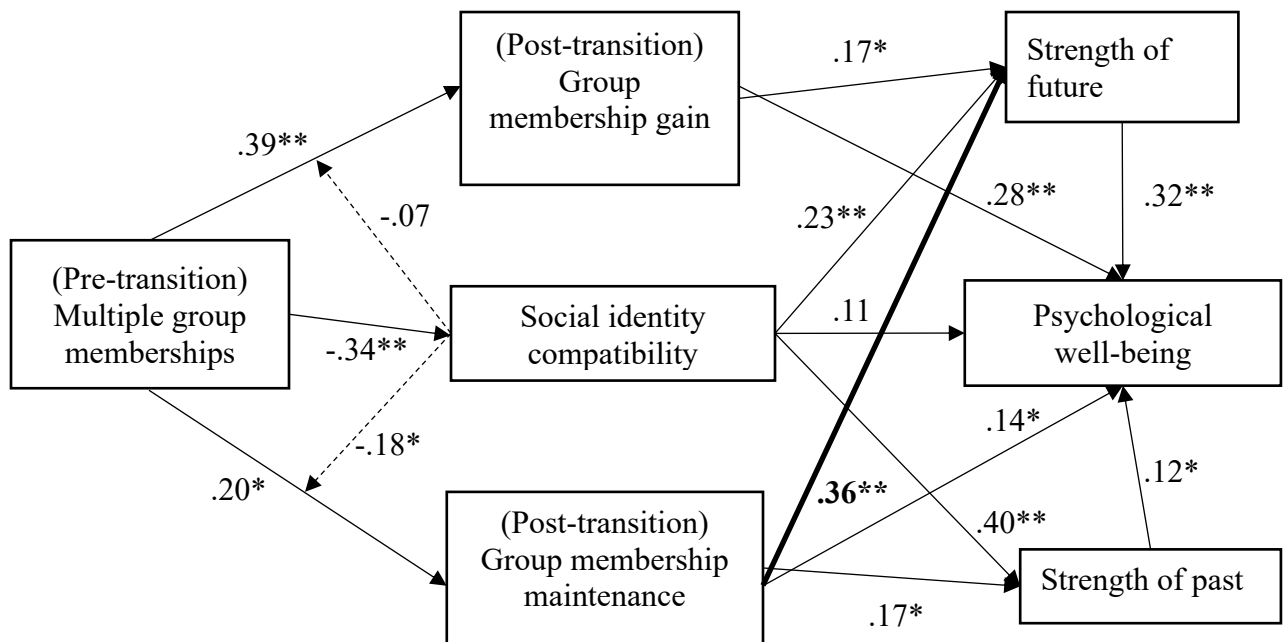 (Post-transition)
Group
membership gain
Strength of
future
.17*
.39**
-.07
.23**
.28**
.32**
(Pre-transition)
Multiple group
memberships
-.34**
Social identity
compatibility
.11
Psychological
well-being
-.18*
.20*
.14*
.36**
.12*
(Post-transition)
Group membership
maintenance
.40**
Strength of past
.17*